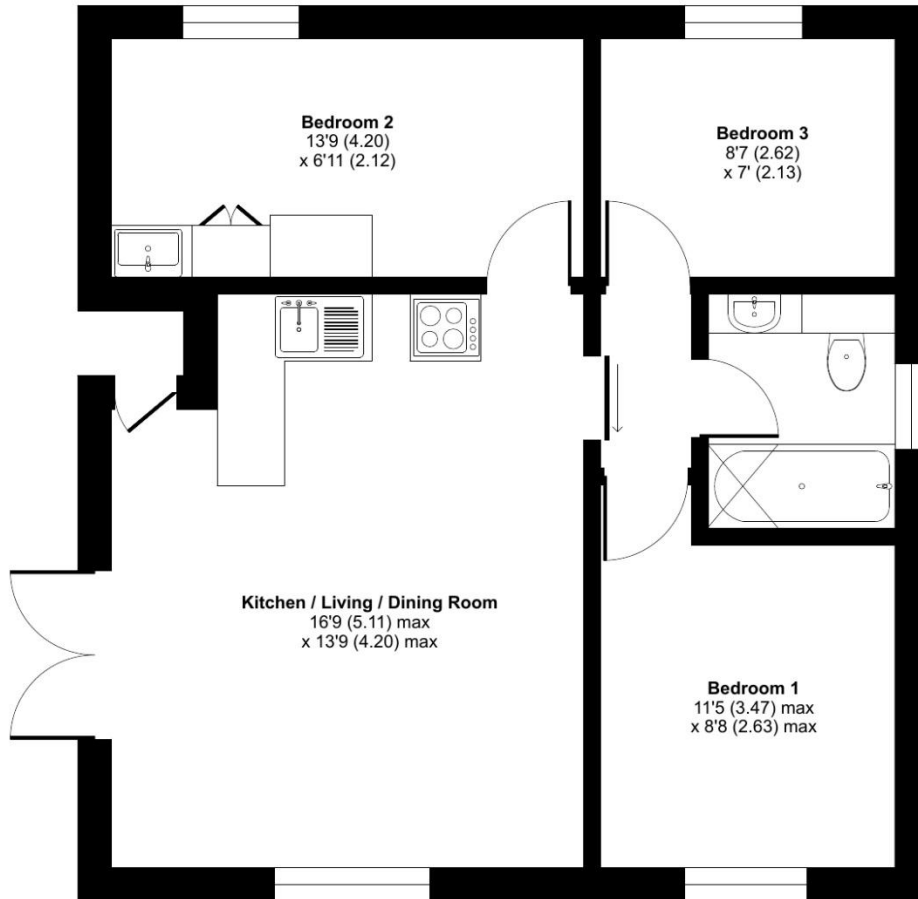 Bedroom 2
13'9 (4.20)
x 6'11 (2.12)
Bedroom 3
8'7 (2.62)
x 7' (2.13)
Kitchen / Living / Dining Room
16'9 (5.11) max
x 13'9 (4.20) max
Bedroom 1
11'5 (3.47) max
x 8'8 (2.63) max